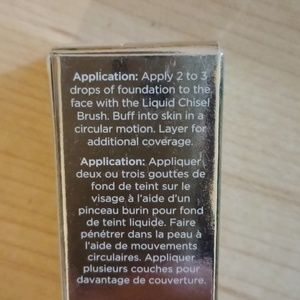 Application: Apply 2 to 3
drops of foundation to the
face with the Liquid Chisel
Brush. Buff into skin in a
circular motion. Layer for
additional coverage.
Application: Appliquer
deux ou trois gouttes de
fond de teint sur le
visage à l'aide d'un
pinceau burin pour fond
de teint liquide. Faire
pénétrer dans la peau à
l'aide de mouvements
circulaires. Appliquer
plusieurs couches pour
davantage de couverture.